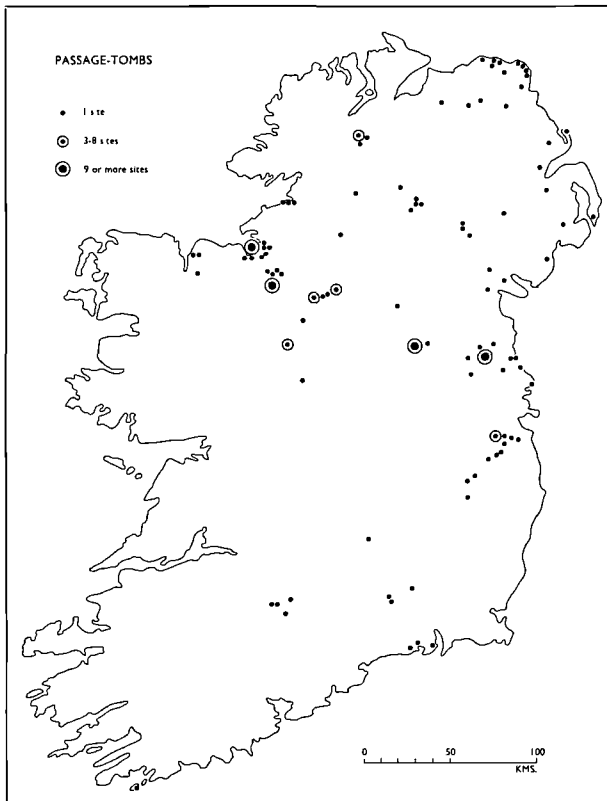 PASSAGE-TOMBS
1 site
3-8 sites
9 or more sites
0 50 100
KMS.